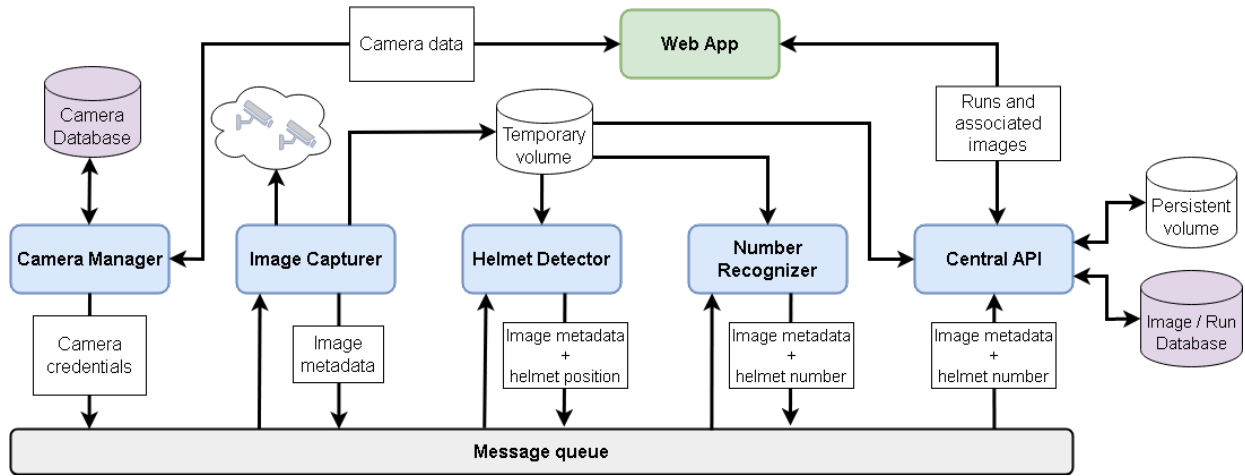 Camera data
Web App
Camera
Database
Temporary
volume
Runs and
associated
images
Persistent
volume
Camera Manager
Image Capturer
Helmet Detector
Number
Recognizer
Central API
Image / Run
Database
Camera
credentials
Image
metadata
Image metadata
+
helmet position
Image metadata
+
helmet number
Image metadata
+
helmet number
Message queue